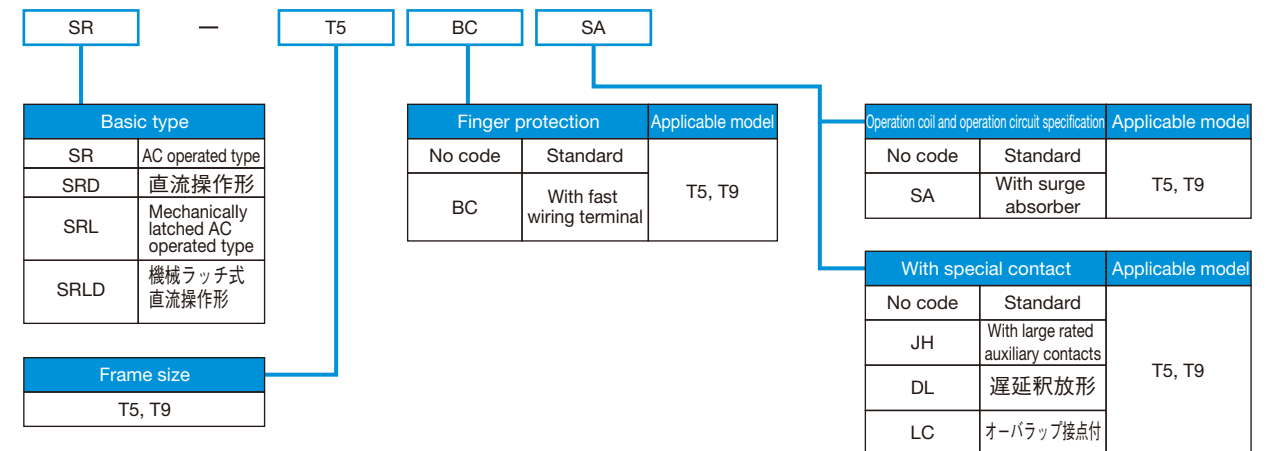 SR — T5 BC SA
Basic type
SR AC operated type
SRD 直流操作形
SRL Mechanically
latched AC
operated type
SRLD 機械ラッチ式
直流操作形
Frame size
T5, T9
Finger protection Applicable model
No code Standard
BC With fast
wiring terminal
T5, T9
Operation coil and operation circuit specification Applicable model
No code Standard
SA With surge
absorber
T5, T9
With special contact Applicable model
No code Standard
JH With large rated
auxiliary contacts
DL 遅延釈放形
LC オーバラップ接点付
T5, T9